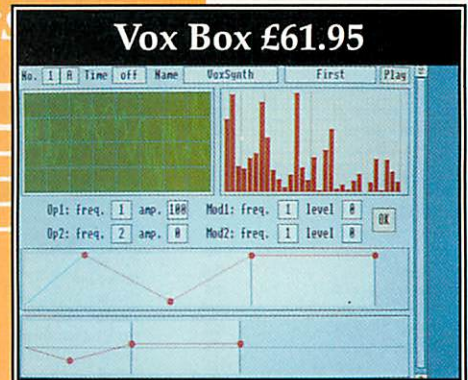 Vox Box £61.95
No. 1 A Time off Name VoxSynth First Play
Op1: freq. 1 amp. 100 Mod1: freq. 1 level 0 OK
Op2: freq. 2 amp. 0 Mod2: freq. 1 level 0